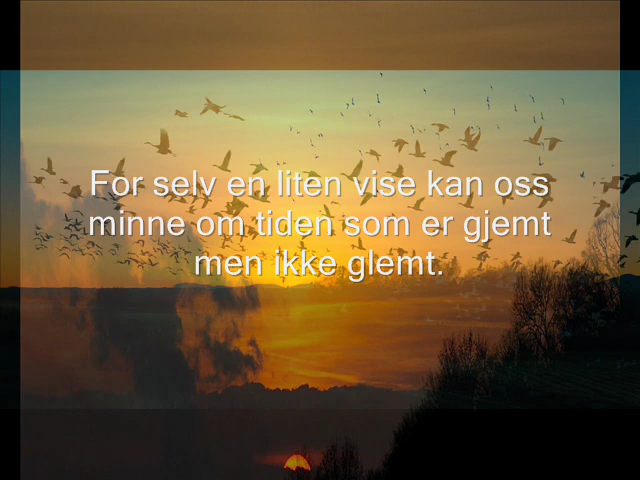 For selv en liten vise kan oss
minne om tiden som er gjemt
men ikke glemt.